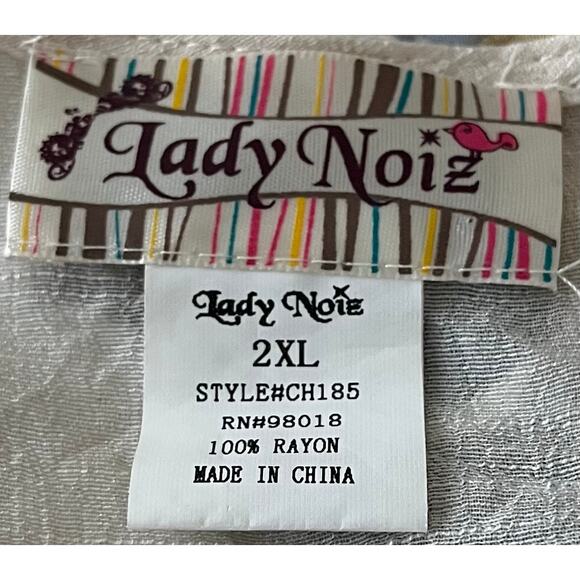 Lady Noiz
Lady Noiz
2XL
STYLE#CH185
RN#98018
100% RAYON
MADE IN CHINA